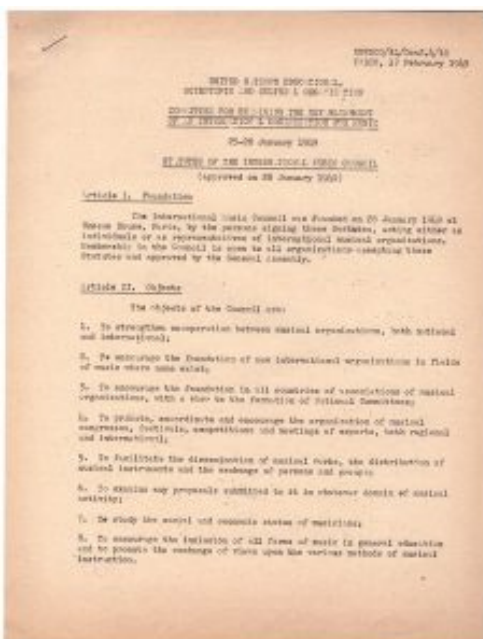 UNESCO/AL/Conf.4/10
PARIS, 17 February 1949
UNITED NATIONS EDUCATIONAL,
SCIENTIFIC AND CULTURAL ORGANIZATION
COMMITTEE FOR EXAMINING THE
OF AN INTERNATIONAL ORGANIZATION FOR MUSIC
25-28 January 1949
STATUTES OF THE INTERNATIONAL MUSIC COUNCIL
(approved on 28 January 1949)
Article I. Foundation
The International Music Council was founded on 28 January 1949 at
Unesco House, Paris, by the persons signing these Statutes, acting either as
individuals or as representatives of international musical organizations.
Membership in the Council is open to all organizations accepting these
Statutes and approved by the General Assembly.
Article II. Objects
The objects of the Council are:
1. To strengthen cooperation between musical organizations, both national
and international;
2. To encourage the foundation of new international organizations in fields
of music where none exist;
3. To encourage the foundation in all countries of associations of musical
organizations, with a view to the formation of National Committees;
4. To promote, coordinate and encourage the organization of musical
congresses, festivals, competitions and meetings of experts, both regional
and international;
5. To facilitate the dissemination of musical works, the distribution of
musical instruments and the exchange of persons and groups;
6. To examine any proposals submitted to it in whatever domain of musical
activity;
7. To study the social and economic status of musicians;
8. To encourage the inclusion of all forms of music in general education
and to promote the exchange of views upon the various methods of musical
instruction.